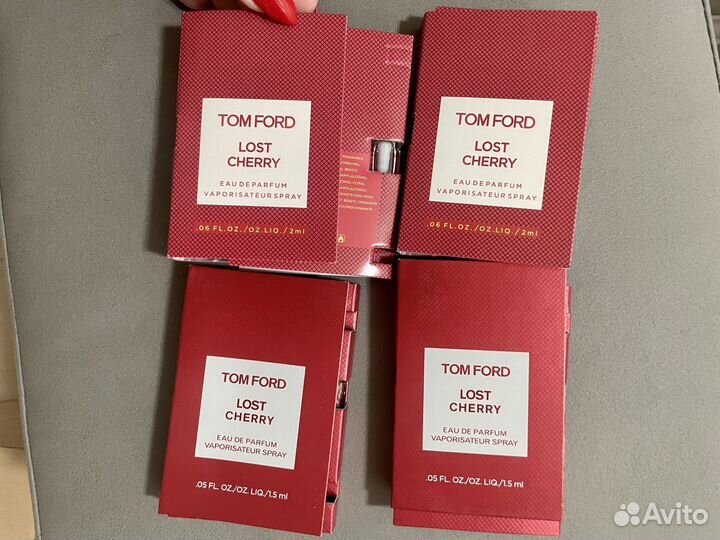 TOM FORD
LOST
CHERRY
EAU DE PARFUM
VAPORISATEUR SPRAY
.06 FL.OZ./OZ.LIQ./2ml
FRAGRANCE
TOM FORD
LOST
CHERRY
EAU DE PARFUM
VAPORISATEUR SPRAY
.06 FL.OZ./OZ.LIQ./2ml
TOM FORD
LOST
CHERRY
EAU DE PARFUM
VAPORISATEUR SPRAY
.05 FL. OZ./OZ. LIQ./1.5 ml
TOM FORD
LOST
CHERRY
EAU DE PARFUM
VAPORISATEUR SPRAY
.05 FL. OZ./OZ. LIQ./1.5 ml
Avito